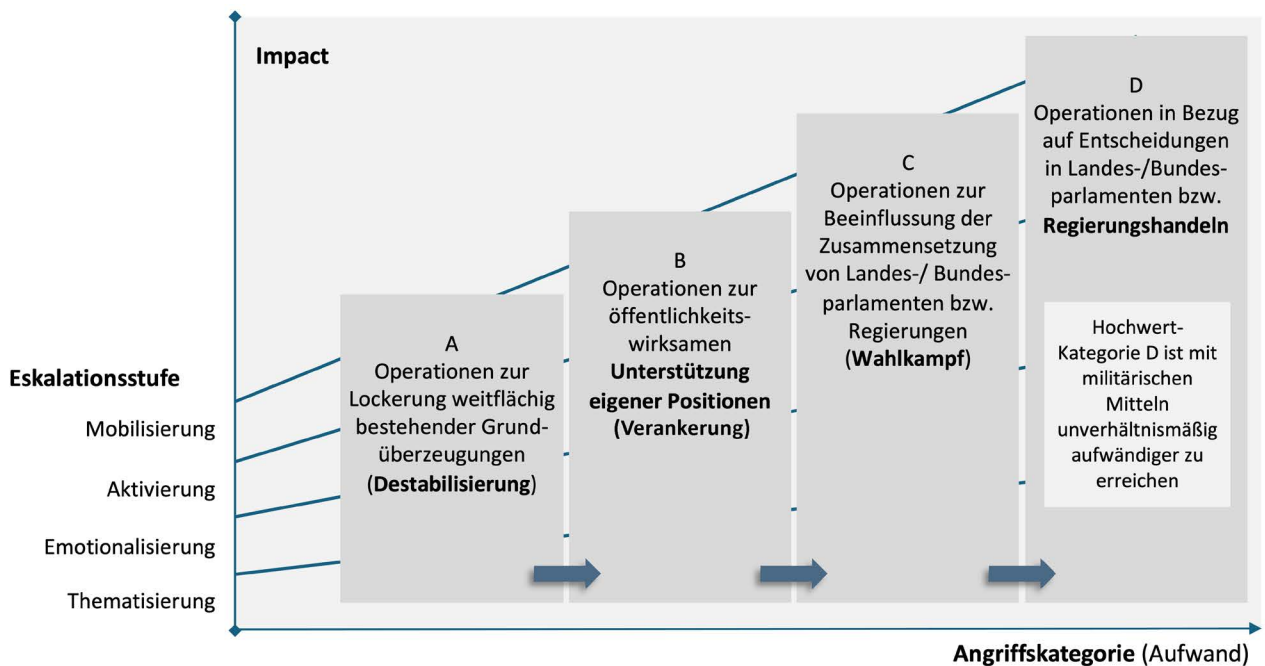 Impact
Eskalationsstufe
Mobilisierung
Aktivierung
Emotionalisierung
Thematisierung
A
Operationen zur
Lockerung weitflächig
bestehender Grund-
überzeugungen
(Destabilisierung)
B
Operationen zur
öffentlichkeits-
wirksamen
Unterstützung
eigener Positionen
(Verankerung)
C
Operationen zur
Beeinflussung der
Zusammensetzung
von Landes-/ Bundes-
parlamenten bzw.
Regierungen
(Wahlkampf)
D
Operationen in Bezug
auf Entscheidungen
in Landes-/Bundes-
parlamenten bzw.
Regierungshandeln
Hochwert-
Kategorie D ist mit
militärischen
Mitteln
unverhältnismäßig
aufwändiger zu
erreichen
Angriffskategorie (Aufwand)